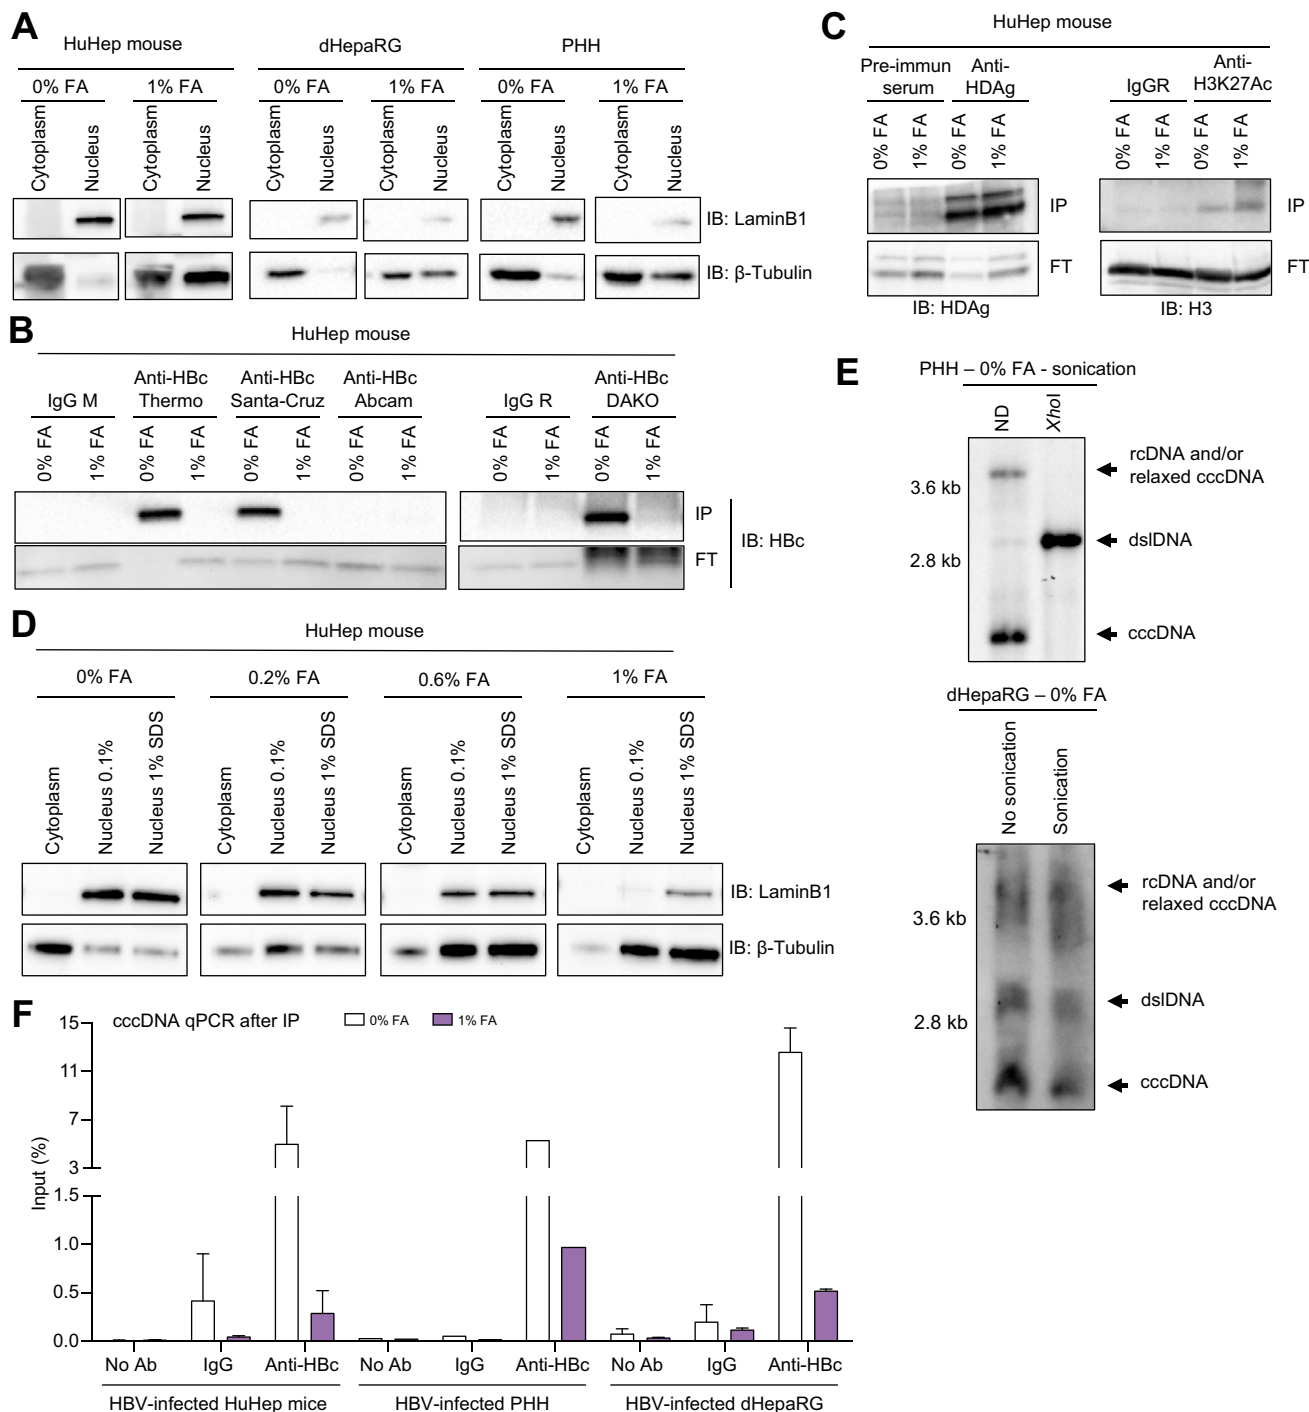 A
HuHep mouse
dHepaRG
PHH
0% FA
1% FA
0% FA
1% FA
0% FA
1% FA
Cytoplasm
Nucleus
Cytoplasm
Nucleus
Cytoplasm
Nucleus
Cytoplasm
Nucleus
Cytoplasm
Nucleus
Cytoplasm
Nucleus
IB: LaminB1
IB: β-Tubulin
C
HuHep mouse
Pre-immun
serum
Anti-
HDAg
IgGR
Anti-
H3K27Ac
0% FA
1% FA
0% FA
1% FA
0% FA
1% FA
0% FA
1% FA
IP
FT
IB: HDAg
IP
FT
IB: H3
B
HuHep mouse
IgG M
Anti-HBc
Thermo
Anti-HBc
Santa-Cruz
Anti-HBc
Abcam
IgG R
Anti-HBc
DAKO
0% FA
1% FA
0% FA
1% FA
0% FA
1% FA
0% FA
1% FA
0% FA
1% FA
0% FA
1% FA
IP
FT
IB: HBc
E
PHH – 0% FA - sonication
ND
XhoI
3.6 kb
2.8 kb
rcDNA and/or
relaxed cccDNA
dslDNA
cccDNA
dHepaRG – 0% FA
No sonication
Sonication
3.6 kb
2.8 kb
rcDNA and/or
relaxed cccDNA
dslDNA
cccDNA
D
HuHep mouse
0% FA
0.2% FA
0.6% FA
1% FA
Cytoplasm
Nucleus 0.1%
Nucleus 1% SDS
Cytoplasm
Nucleus 0.1%
Nucleus 1% SDS
Cytoplasm
Nucleus 0.1%
Nucleus 1% SDS
Cytoplasm
Nucleus 0.1%
Nucleus 1% SDS
IB: LaminB1
IB: β-Tubulin
F
cccDNA qPCR after IP
0% FA
1% FA
Input (%)
15
11
7
3
1.5
1.0
0.5
0.0
No Ab
IgG
Anti-HBc
No Ab
IgG
Anti-HBc
No Ab
IgG
Anti-HBc
HBV-infected HuHep mice
HBV-infected PHH
HBV-infected dHepaRG